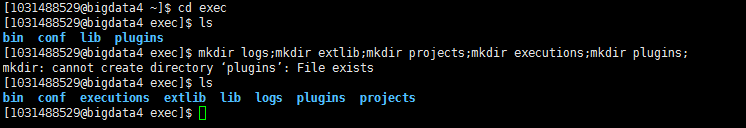 [1031488529@bigdata4 ~]$ cd exec
[1031488529@bigdata4 exec]$ ls
bin conf lib plugins
[1031488529@bigdata4 exec]$ mkdir logs;mkdir extlib;mkdir projects;mkdir executions;mkdir plugins;
mkdir: cannot create directory ‘plugins’: File exists
[1031488529@bigdata4 exec]$ ls
bin conf executions extlib lib logs plugins projects
[1031488529@bigdata4 exec]$